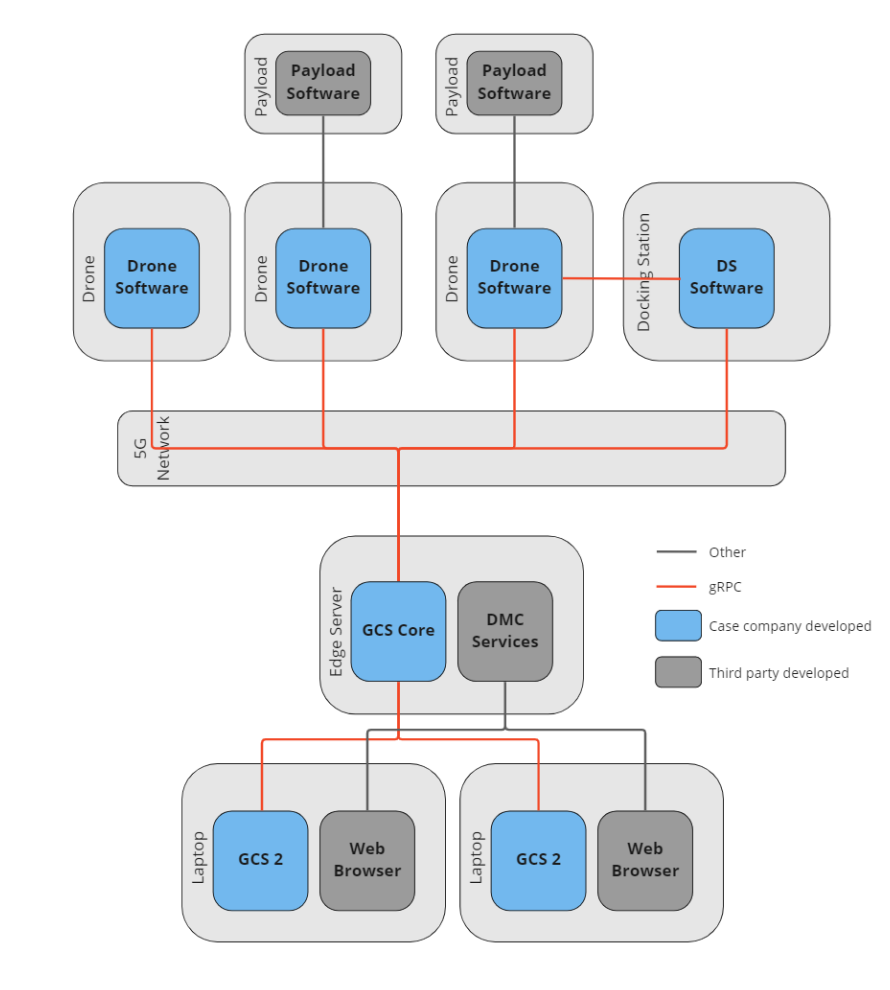 Payload
Payload
Software
Payload
Payload
Software
Drone
Drone
Software
Drone
Drone
Software
Drone
Drone
Software
Docking Station
DS
Software
5G
Network
Edge Server
GCS Core
DMC
Services
Other
gRPC
Case company developed
Third party developed
Laptop
GCS 2
Web
Browser
Laptop
GCS 2
Web
Browser